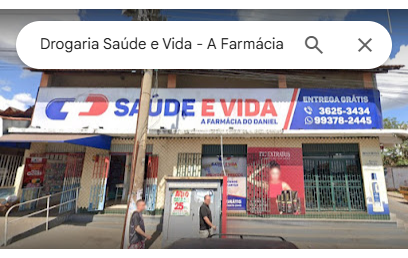 Drogaria Saúde e Vida - A Farmácia
SAÚDE E VIDA
A FARMÁCIA DO DANIEL
ENTREGA GRÁTIS
3625-3434
99378-2445